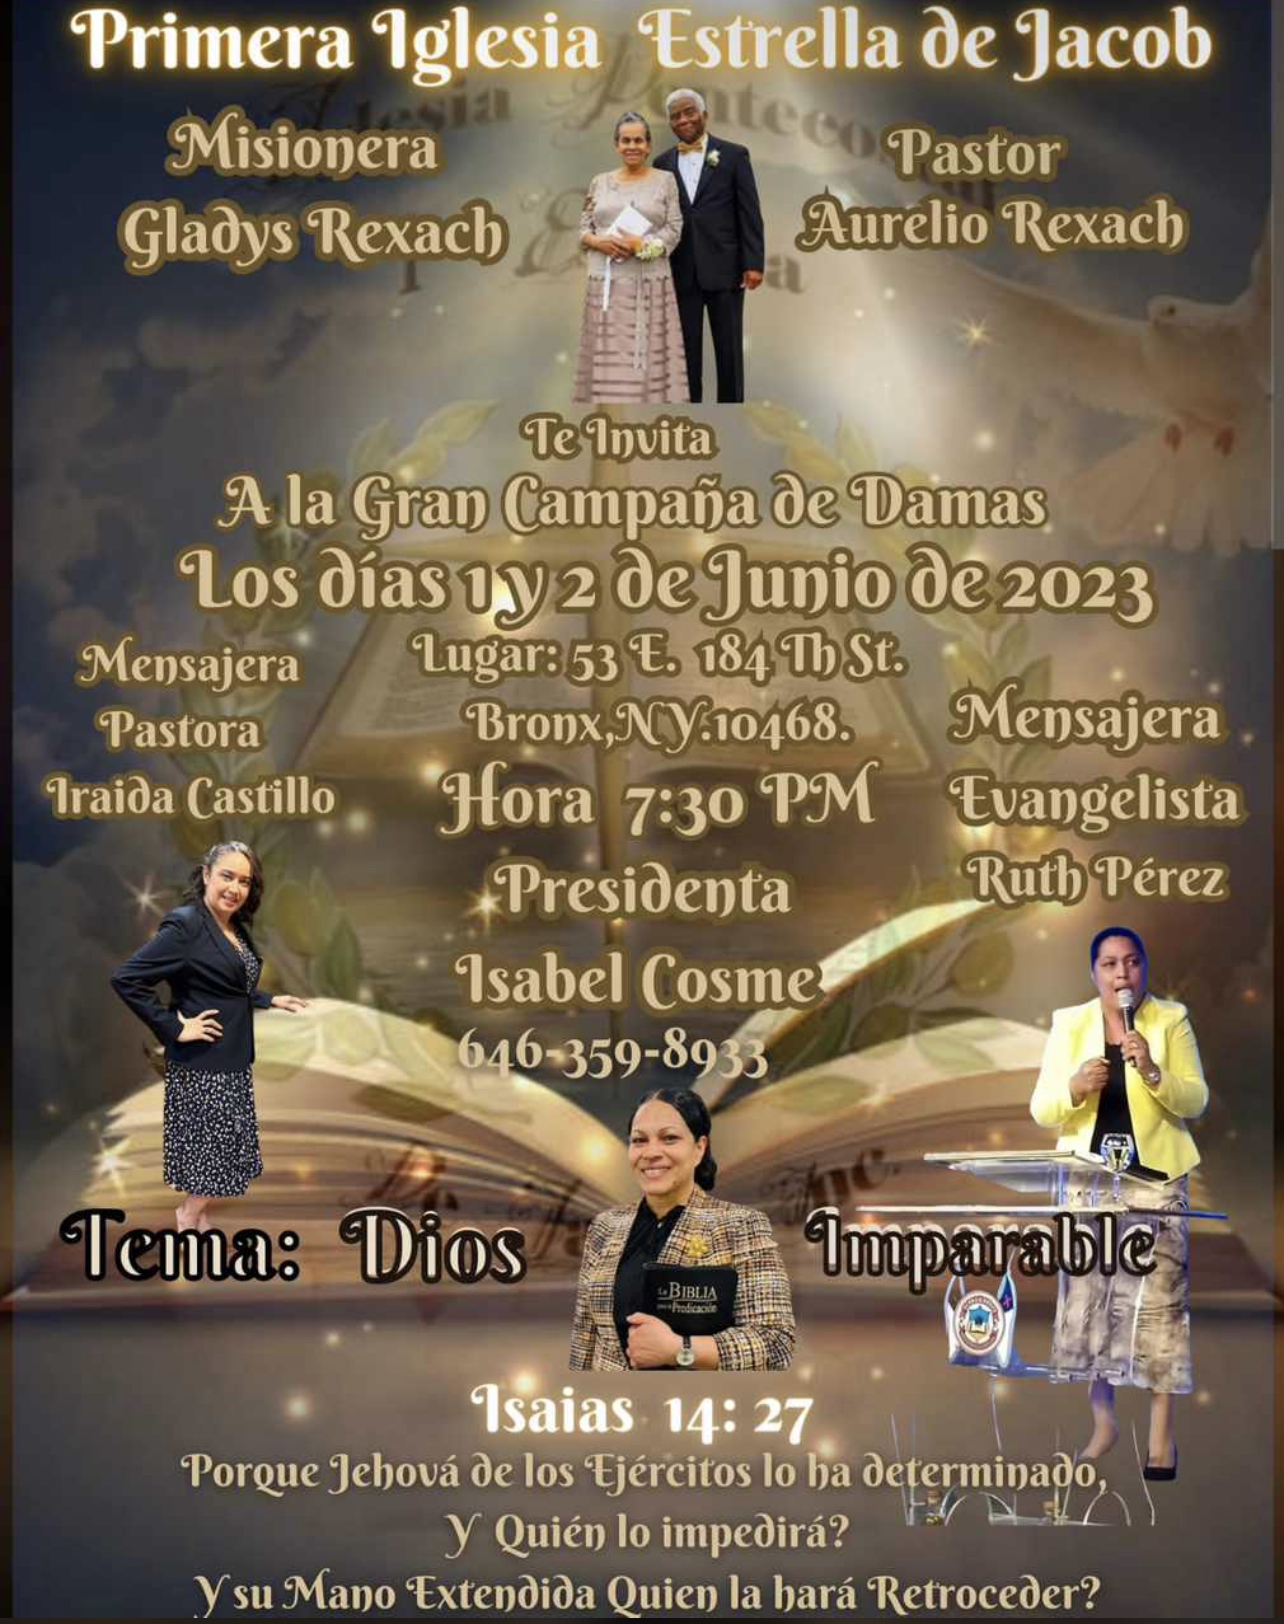 Primera Iglesia Estrella de Jacob
Misionera
Gladys Rexach
Pastor
Aurelio Rexach
Te Invita
A la Gran Campaña de Damas
Los días 1 y 2 de Junio de 2023
Lugar: 53 E. 184 Th St.
Bronx,NY.10468.
Hora 7:30 PM
Mensajera
Pastora
Iraida Castillo
Mensajera
Evangelista
Ruth Pérez
Presidenta
Isabel Cosme
646-359-8933
Tema: Dios Imparable
La BIBLIA
Predicación
Isaias 14: 27
Porque Jehová de los Ejércitos lo ha determinado,
Y Quién lo impedirá?
Y su Mano Extendida Quien la hará Retroceder?